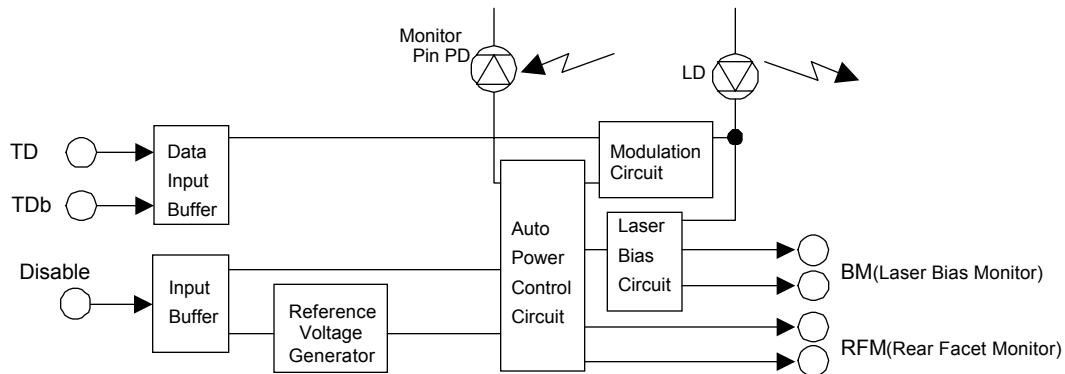 Monitor
Pin PD
LD
TD
TDb
Data
Input
Buffer
Modulation
Circuit
Auto
Power
Control
Circuit
Laser
Bias
Circuit
BM(Laser Bias Monitor)
Disable
Input
Buffer
Reference
Voltage
Generator
RFM(Rear Facet Monitor)